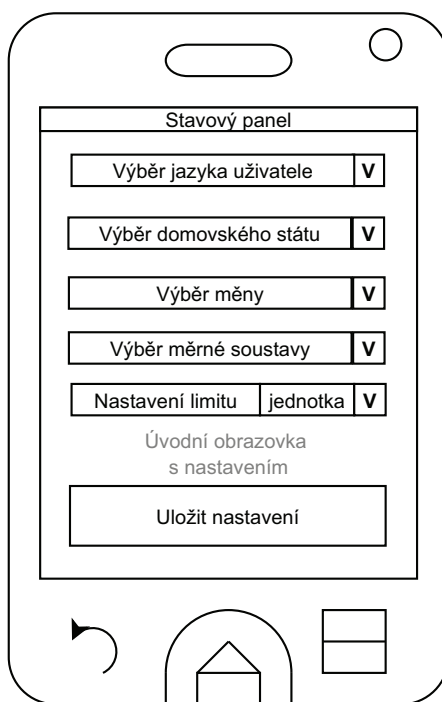 Stavový panel
Výběr jazyka uživatele V
Výběr domovského státu V
Výběr měny V
Výběr měrné soustavy V
Nastavení limitu jednotka V
Úvodní obrazovka
s nastavením
Uložit nastavení